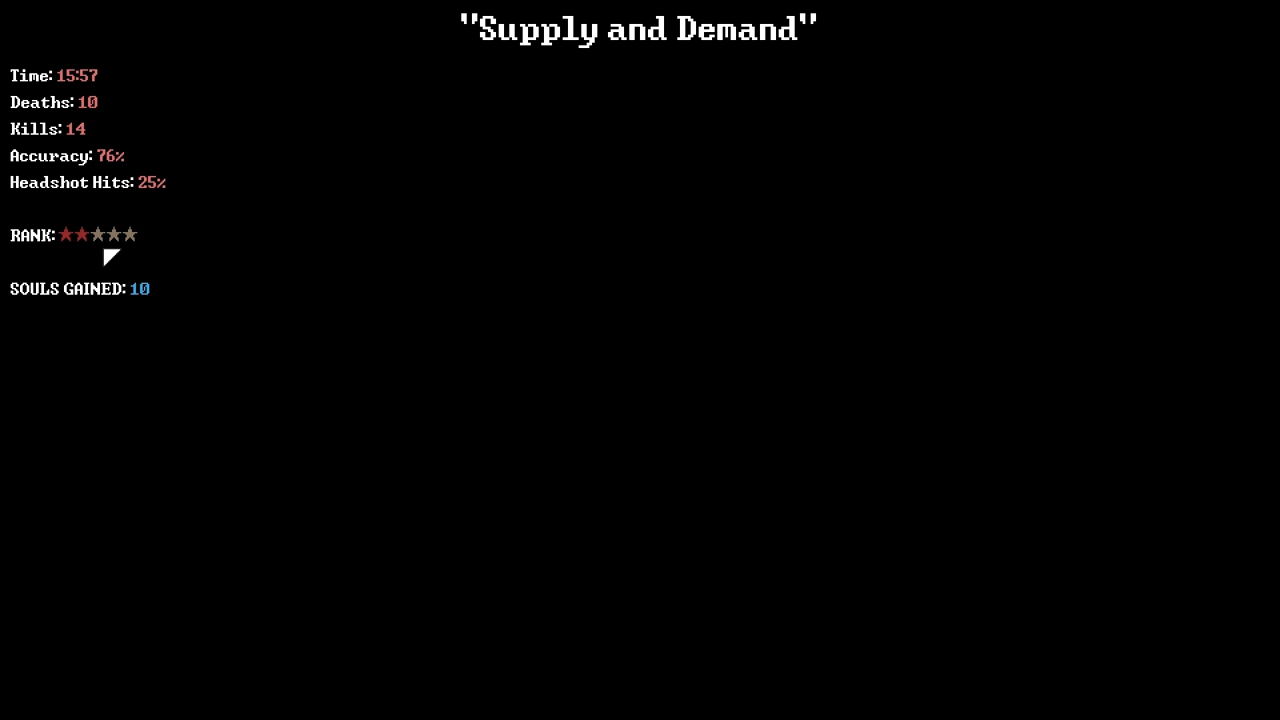 "Supply and Demand"
Time: 15:57
Deaths: 10
Kills: 14
Accuracy: 76%
Headshot Hits: 25%
RANK: ★★★★★
SOULS GAINED: 10